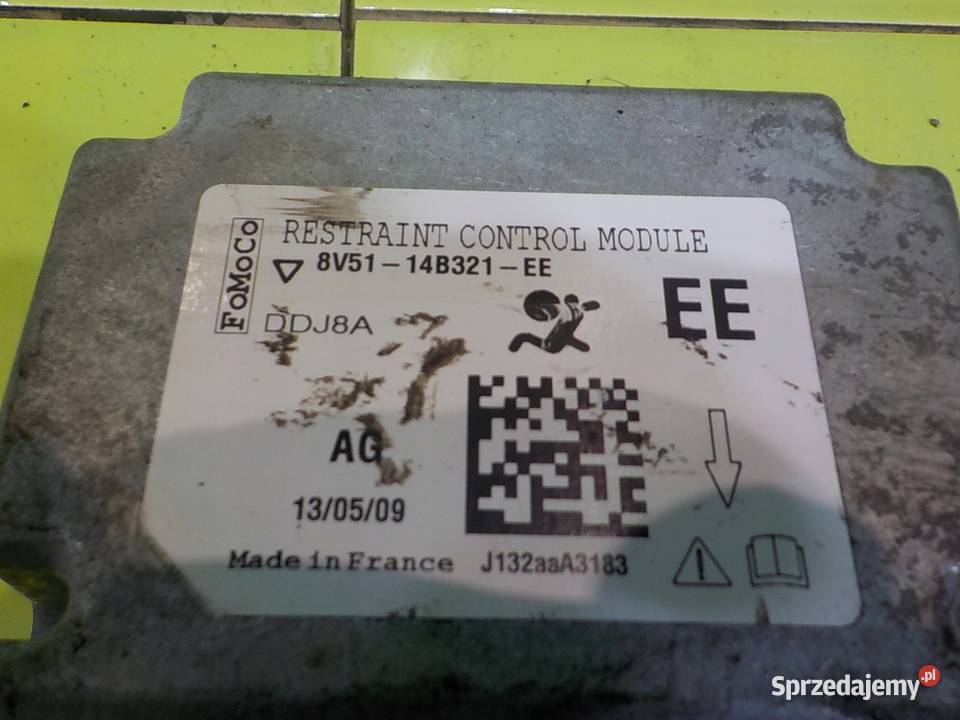 FoMoCo
RESTRAINT CONTROL MODULE
8V51-14B321-EE
DDJ8A
EE
AG
13/05/09
Made in France
J132aaA3183
Sprzedajemy.pl